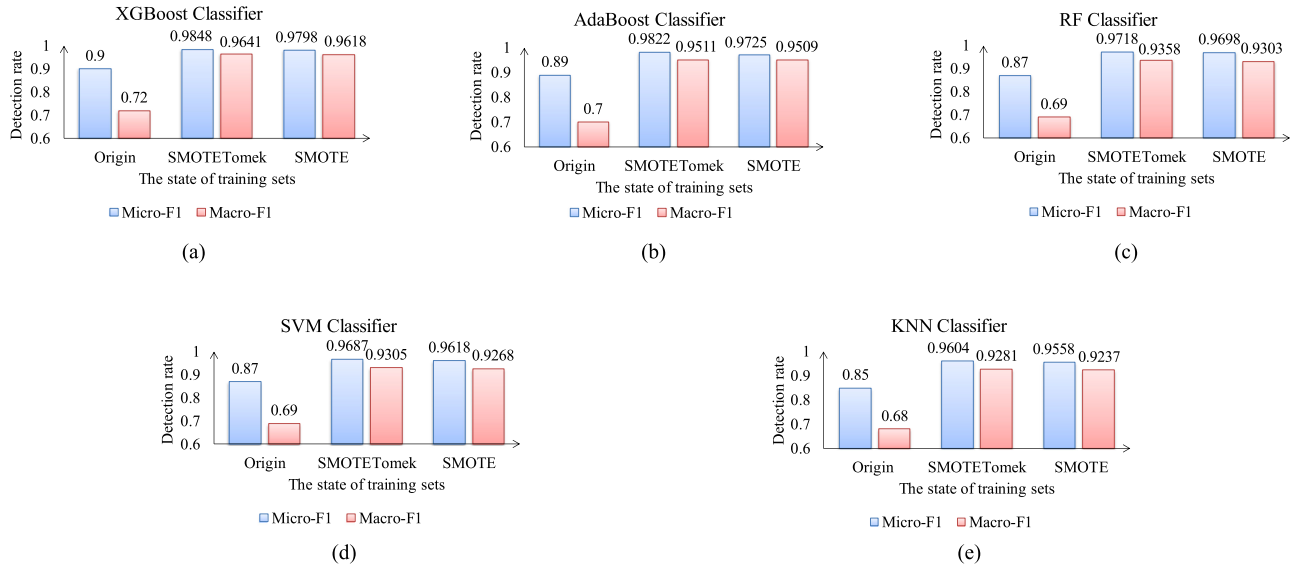 XGBoost Classifier
0.9848 0.9641 0.9798 0.9618
1
0.9
0.9
0.8
0.72
0.7
0.6
Detection rate
Origin SMOTETomek SMOTE
The state of training sets
Micro-F1 Macro-F1
(a)
AdaBoost Classifier
0.9822 0.9511 0.9725 0.9509
1
0.89
0.9
0.8
0.7
0.7
0.6
Detection rate
Origin SMOTETomek SMOTE
The state of training sets
Micro-F1 Macro-F1
(b)
RF Classifier
0.9718 0.9358 0.9698 0.9303
1
0.87
0.9
0.8
0.69
0.7
0.6
Detection rate
Origin SMOTETomek SMOTE
The state of training sets
Micro-F1 Macro-F1
(c)
SVM Classifier
0.9687 0.9305 0.9618 0.9268
1
0.87
0.9
0.8
0.69
0.7
0.6
Detection rate
Origin SMOTETomek SMOTE
The state of training sets
Micro-F1 Macro-F1
(d)
KNN Classifier
0.9604 0.9281 0.9558 0.9237
1
0.85
0.9
0.8
0.68
0.7
0.6
Detection rate
Origin SMOTETomek SMOTE
The state of training sets
Micro-F1 Macro-F1
(e)